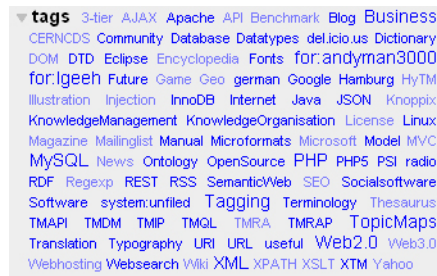 tags 3-tier AJAX Apache API Benchmark Blog Business
CERNCDS Community Database Datatypes del.icio.us Dictionary
DOM DTD Eclipse Encyclopedia Fonts for:andyman3000
for:lgeeh Future Game Geo german Google Hamburg HyTM
Illustration Injection InnoDB Internet Java JSON Knoppix
KnowledgeManagement KnowledgeOrganisation License Linux
Magazine Mailinglist Manual Microformats Microsoft Model MVC
MySQL News Ontology OpenSource PHP PHP5 PSI radio
RDF Regexp REST RSS SemanticWeb SEO Socialsoftware
Software system:unfiled Tagging Terminology Thesaurus
TMAPI TMDM TMIP TMQL TMRA TMRAP TopicMaps
Translation Typography URI URL useful Web2.0 Web3.0
Webhosting Websearch Wiki XML XPATH XSLT XTM Yahoo